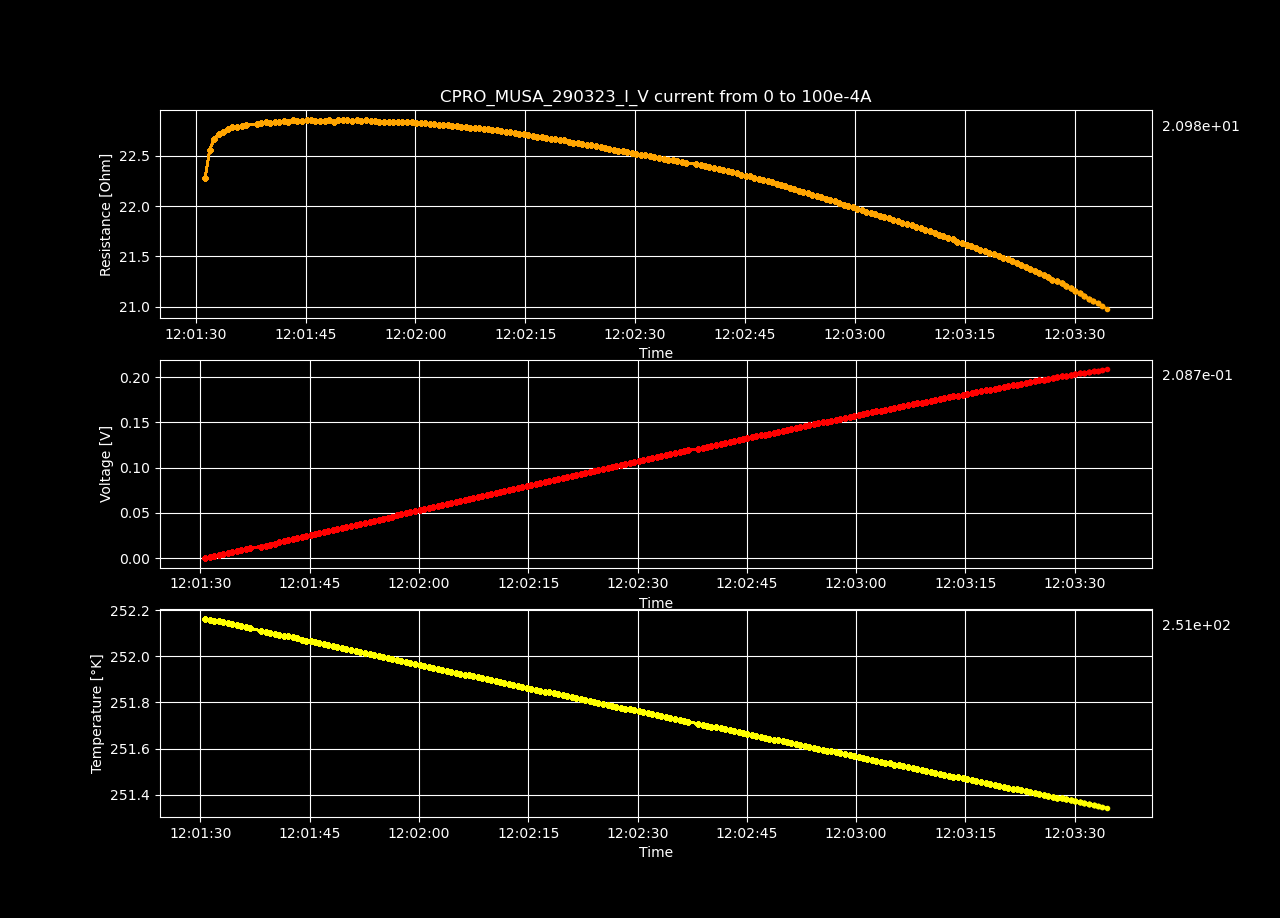 CPRO_MUSA_290323_I_V current from 0 to 100e-4A
2.098e+01
Resistance [Ohm]
22.5
22.0
21.5
21.0
12:01:30 12:01:45 12:02:00 12:02:15 12:02:30 12:02:45 12:03:00 12:03:15 12:03:30
Time
2.087e-01
Voltage [V]
0.20
0.15
0.10
0.05
0.00
12:01:30 12:01:45 12:02:00 12:02:15 12:02:30 12:02:45 12:03:00 12:03:15 12:03:30
Time
2.51e+02
Temperature [°K]
252.2
252.0
251.8
251.6
251.4
12:01:30 12:01:45 12:02:00 12:02:15 12:02:30 12:02:45 12:03:00 12:03:15 12:03:30
Time